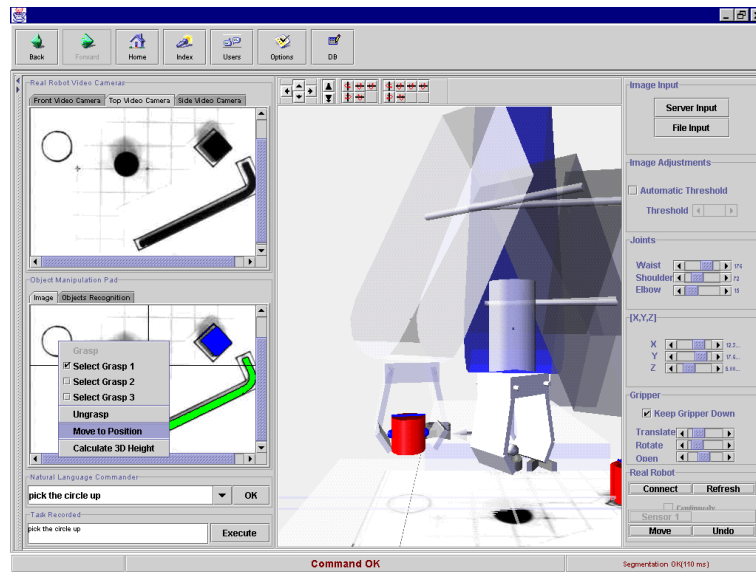 Back
Forward
Home
Index
Users
Options
DB
Real Robot Video Cameras
Front Video Camera Top Video Camera Side Video Camera
Object Manipulation Pad
Image Objects Recognition
Grasp
Select Grasp 1
Select Grasp 2
Select Grasp 3
Ungrasp
Move to Position
Calculate 3D Height
Natural Language Commander
pick the circle up
OK
Task Recorded
pick the circle up
Execute
Image Input
Server Input
File Input
Image Adjustments
Automatic Threshold
Threshold
Joints
Waist
Shoulder
Elbow
[X,Y,Z]
X
Y
Z
Gripper
Keep Gripper Down
Translate
Rotate
Open
Real Robot
Connect Refresh
Sensor 1
Move Undo
Command OK
Segmentation OK(110 ms)